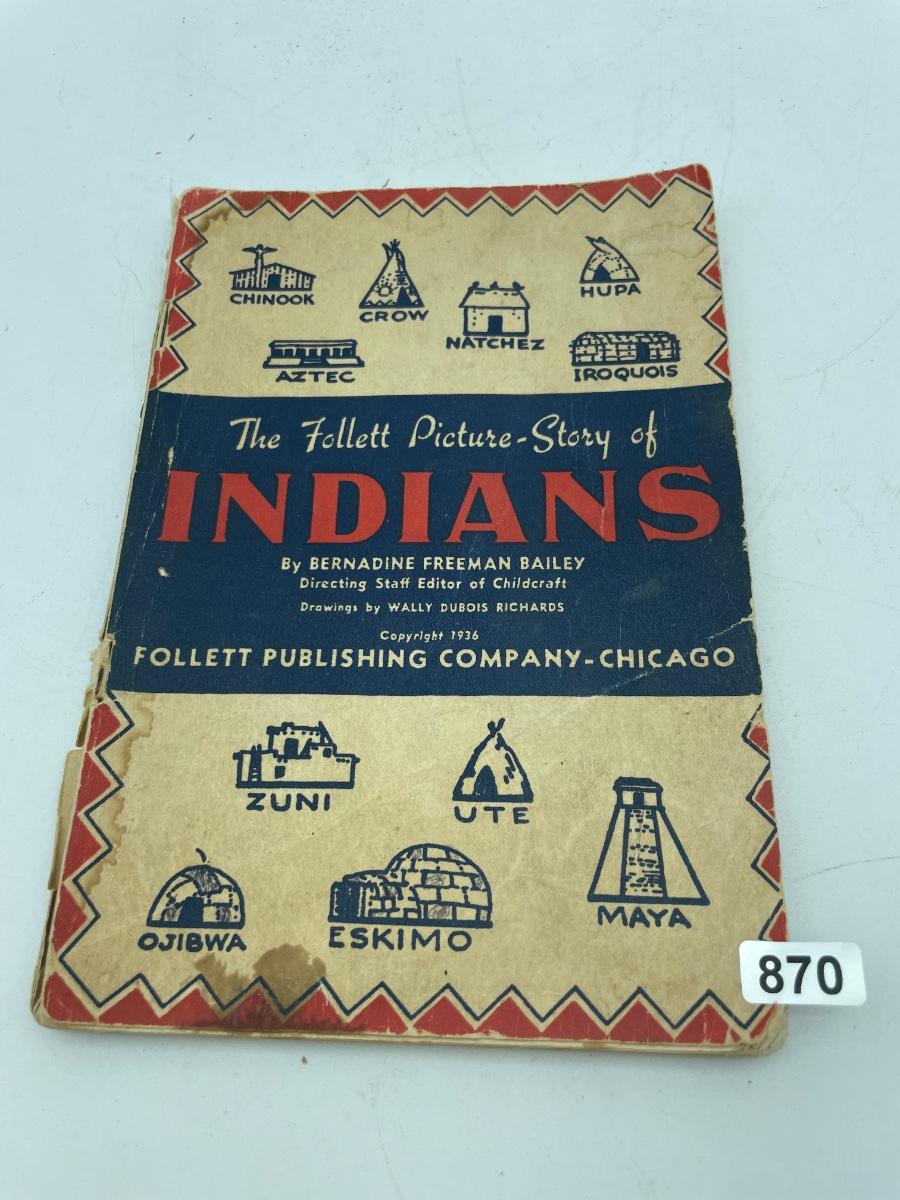 CHINOOK
CROW
NATCHEZ
HUPA
AZTEC
IROQUOIS
The Follett Picture-Story of
INDIANS
By BERNADINE FREEMAN BAILEY
Directing Staff Editor of Childcraft
Drawings by WALLY DUBOIS RICHARDS
Copyright 1936
FOLLETT PUBLISHING COMPANY-CHICAGO
ZUNI
UTE
MAYA
OJIBWA
ESKIMO
870